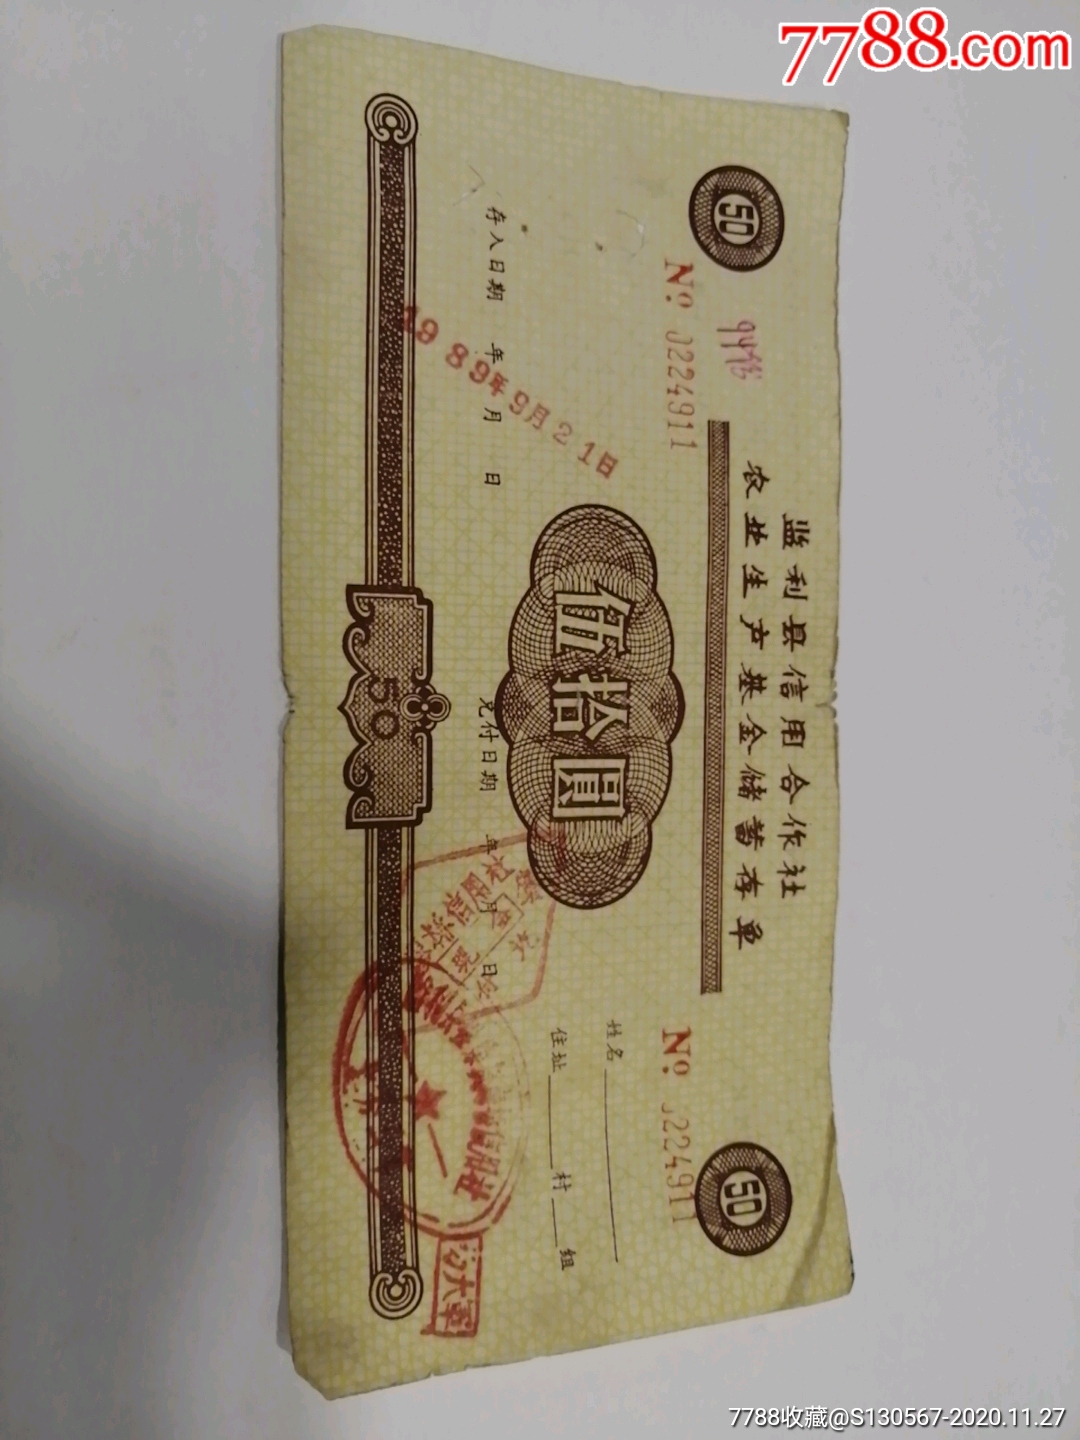 7788.com
监利县信用合作社
农业生产基金储蓄存单
50
50
No 0224911
No 0224911
姓名
住址 村 组
伍拾圆
存入日期 年 月 日
1989年9月21日
兑付日期 年 月 日
50
7788收藏@S130567-2020.11.27